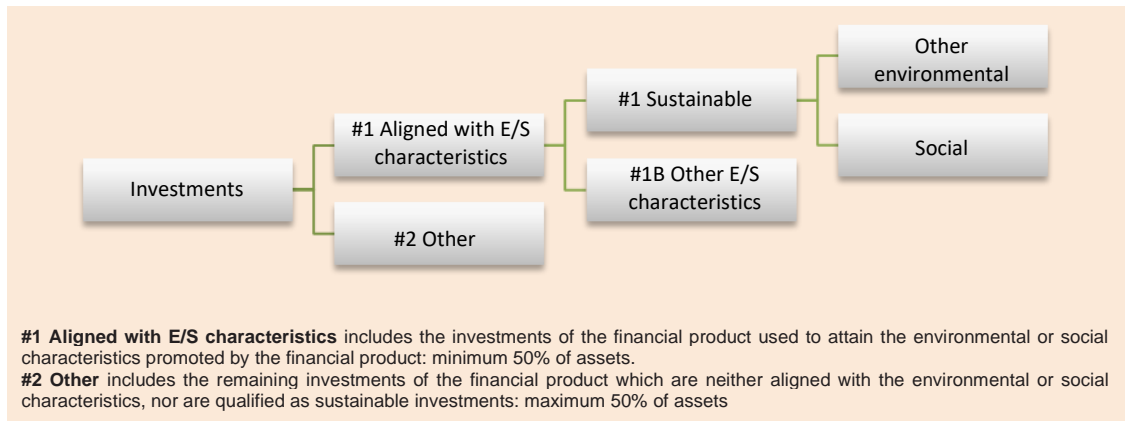 Other
environmental
#1 Sustainable
#1 Aligned with E/S
characteristics
Social
Investments
#1B Other E/S
characteristics
#2 Other
#1 Aligned with E/S characteristics includes the investments of the financial product used to attain the environmental or social
characteristics promoted by the financial product: minimum 50% of assets.
#2 Other includes the remaining investments of the financial product which are neither aligned with the environmental or social
characteristics, nor are qualified as sustainable investments: maximum 50% of assets